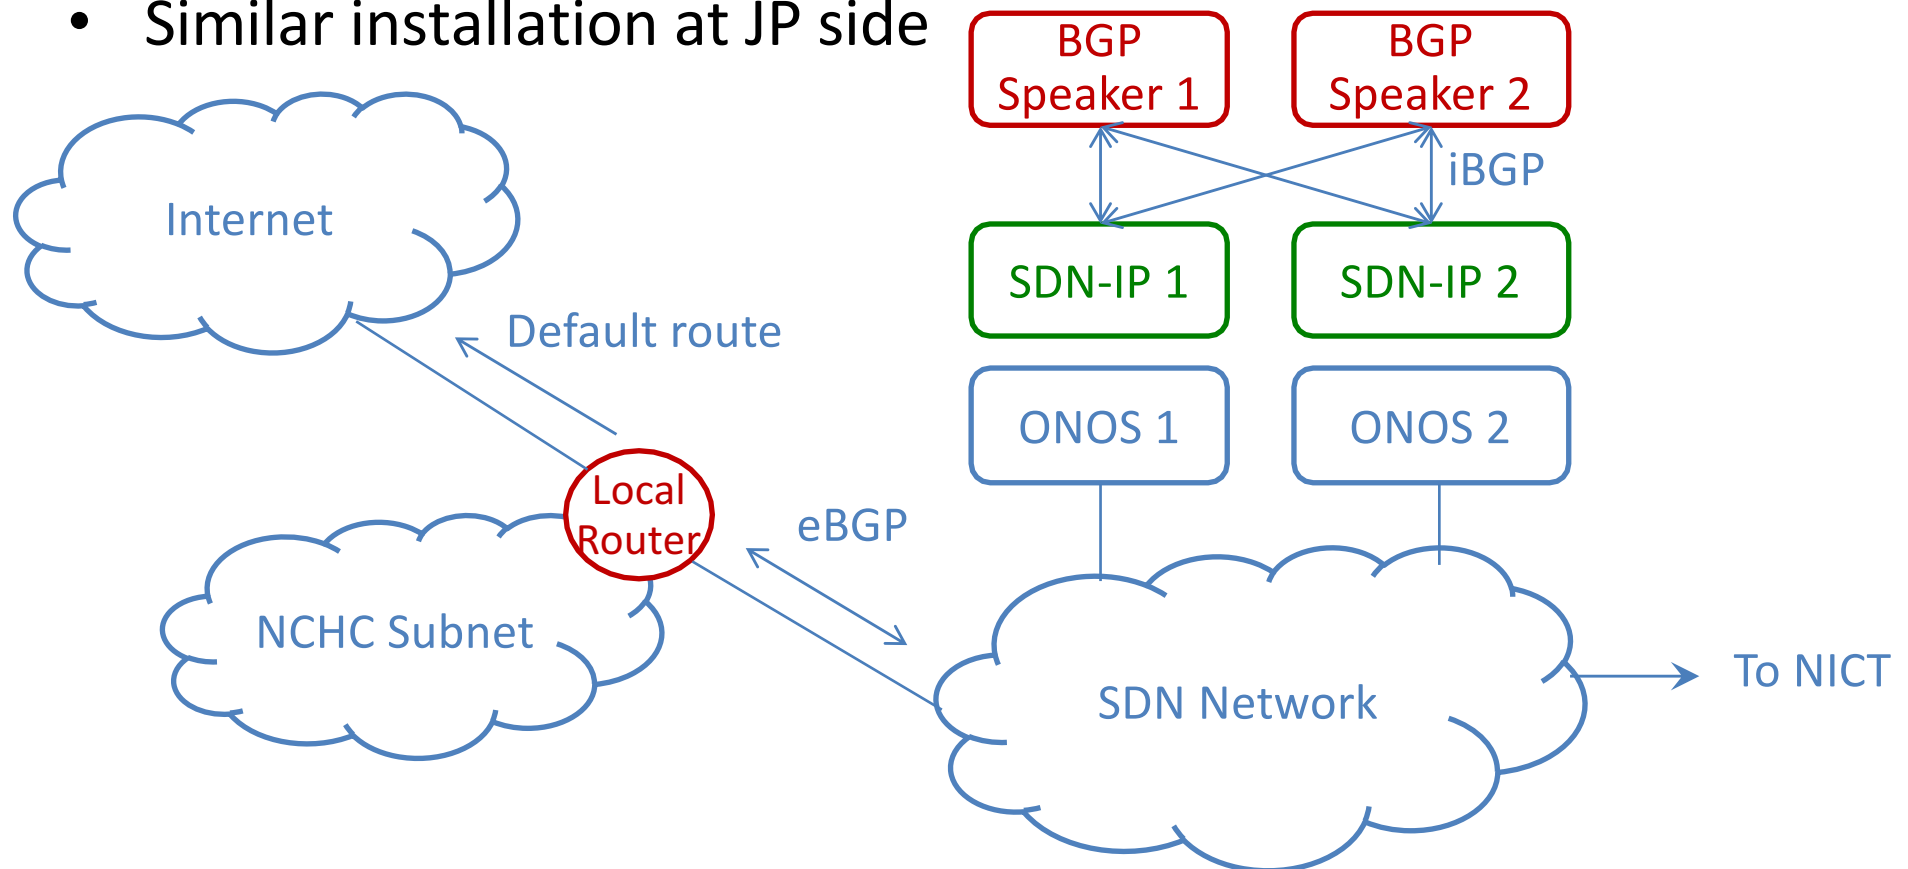 • Similar installation at JP side
BGP
Speaker 1
BGP
Speaker 2
iBGP
Internet
SDN-IP 1
SDN-IP 2
Default route
ONOS 1
ONOS 2
Local
Router
eBGP
NCHC Subnet
SDN Network
To NICT